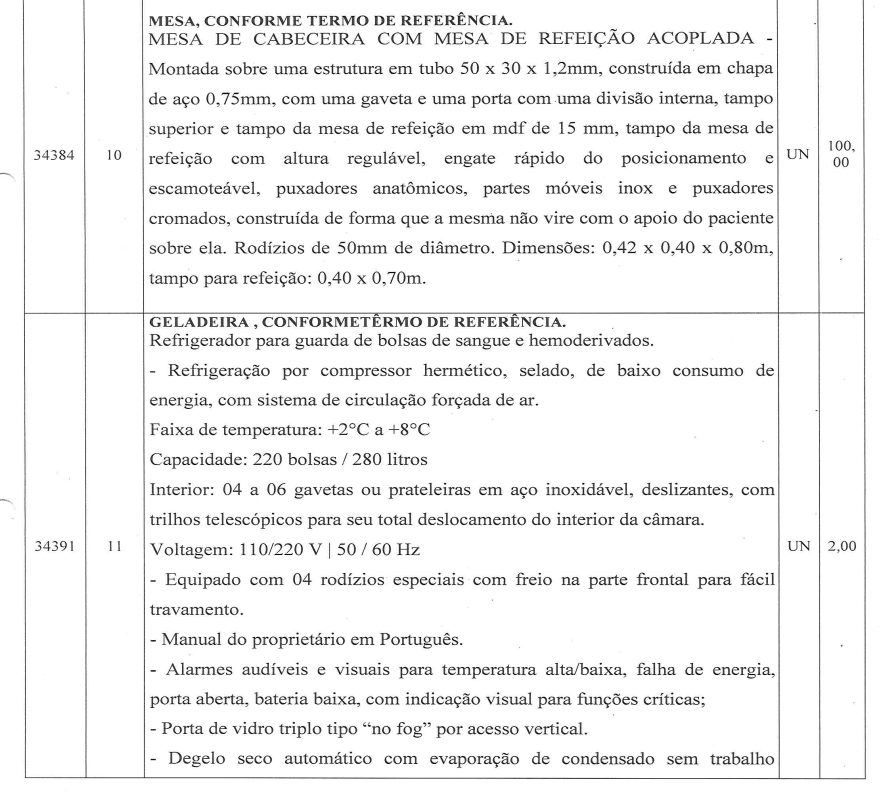 MESA, CONFORME TERMO DE REFERÊNCIA.
MESA DE CABECEIRA COM MESA DE REFEIÇÃO ACOPLADA -
Montada sobre uma estrutura em tubo 50 x 30 x 1,2mm, construída em chapa
de aço 0,75mm, com uma gaveta e uma porta com uma divisão interna, tampo
superior e tampo da mesa de refeição em mdf de 15 mm, tampo da mesa de
34384 10 refeição com altura regulável, engate rápido do posicionamento e UN 100,
00
escamoteável, puxadores anatômicos, partes móveis inox e puxadores
cromados, construída de forma que a mesma não vire com o apoio do paciente
sobre ela. Rodízios de 50mm de diâmetro. Dimensões: 0,42 x 0,40 x 0,80m,
tampo para refeição: 0,40 x 0,70m.
GELADEIRA , CONFORMETÊRMO DE REFERÊNCIA.
Refrigerador para guarda de bolsas de sangue e hemoderivados.
- Refrigeração por compressor hermético, selado, de baixo consumo de
energia, com sistema de circulação forçada de ar.
Faixa de temperatura: +2°C a +8°C
Capacidade: 220 bolsas / 280 litros
Interior: 04 a 06 gavetas ou prateleiras em aço inoxidável, deslizantes, com
trilhos telescópicos para seu total deslocamento do interior da câmara.
34391 11 Voltagem: 110/220 V | 50 / 60 Hz UN 2,00
- Equipado com 04 rodízios especiais com freio na parte frontal para fácil
travamento.
- Manual do proprietário em Português.
- Alarmes audíveis e visuais para temperatura alta/baixa, falha de energia,
porta aberta, bateria baixa, com indicação visual para funções críticas;
- Porta de vidro triplo tipo “no fog” por acesso vertical.
- Degelo seco automático com evaporação de condensado sem trabalho